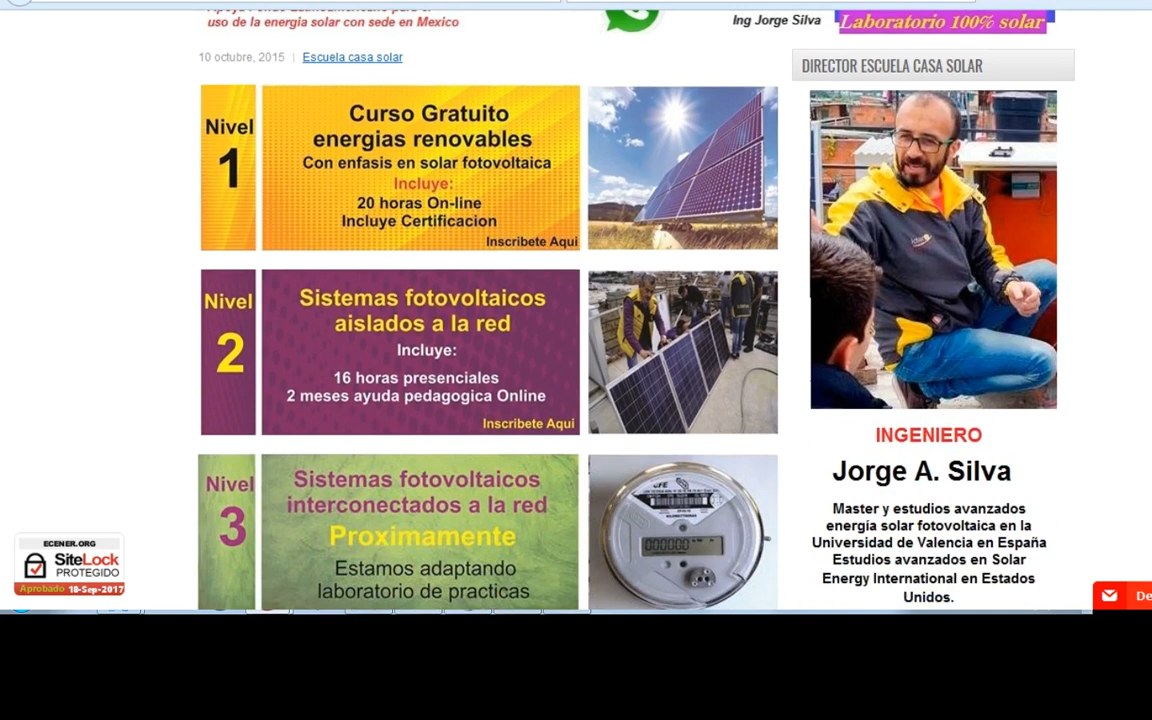 uso de la energia solar con sede en Mexico
Ing Jorge Silva
Laboratorio 100% solar
10 octubre, 2015 | Escuela casa solar
DIRECTOR ESCUELA CASA SOLAR
Nivel
1
Curso Gratuito
energias renovables
Con enfasis en solar fotovoltaica
Incluye:
20 horas On-line
Incluye Certificacion
Inscribete Aqui
Nivel
2
Sistemas fotovoltaicos
aislados a la red
Incluye:
16 horas presenciales
2 meses ayuda pedagogica Online
Inscribete Aqui
Nivel
3
Sistemas fotovoltaicos
interconectados a la red
Proximamente
Estamos adaptando
laboratorio de practicas
CFE
INGENIERO
Jorge A. Silva
Master y estudios avanzados
energía solar fotovoltaica en la
Universidad de Valencia en España
Estudios avanzados en Solar
Energy International en Estados
Unidos.
ECENER.ORG
SiteLock
PROTEGIDO
Aprobado 18-Sep-2017
De